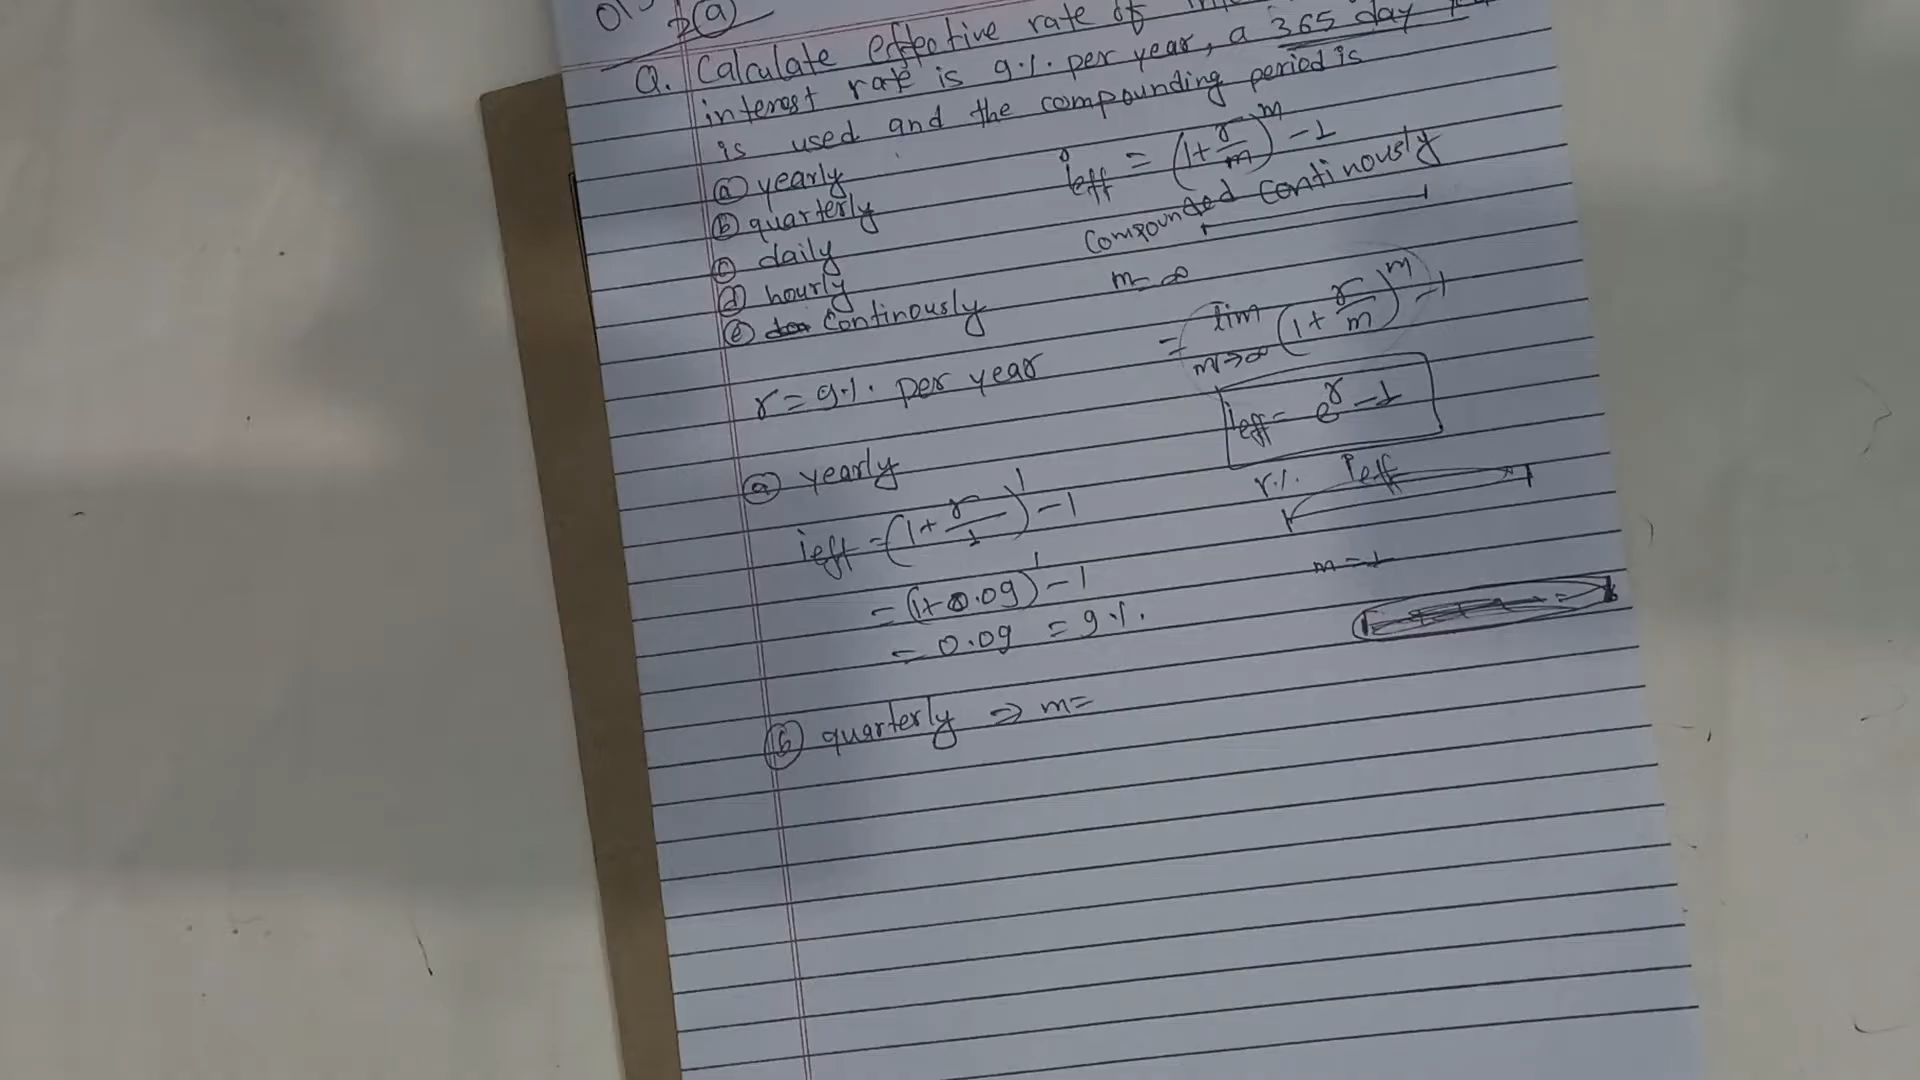 (a)
Q. Calculate effective rate of
interest rate is 9%. per year, a 365 day
is used and the compounding period is
(a) yearly
(b) quarterly
(c) daily
(d) hourly
(e) continously
ieff = (1+r/m)^m -1
compounded continously
m=∞
= lim m→∞ (1+r/m)^m -1
ieff= e^r -1
r=9%. per year
r%. ieff
(a) yearly
ieff = (1+r/1)^1 -1
m=1
= (1+0.09)^1 -1
= 0.09 = 9%.
(b) quarterly ⇒ m=